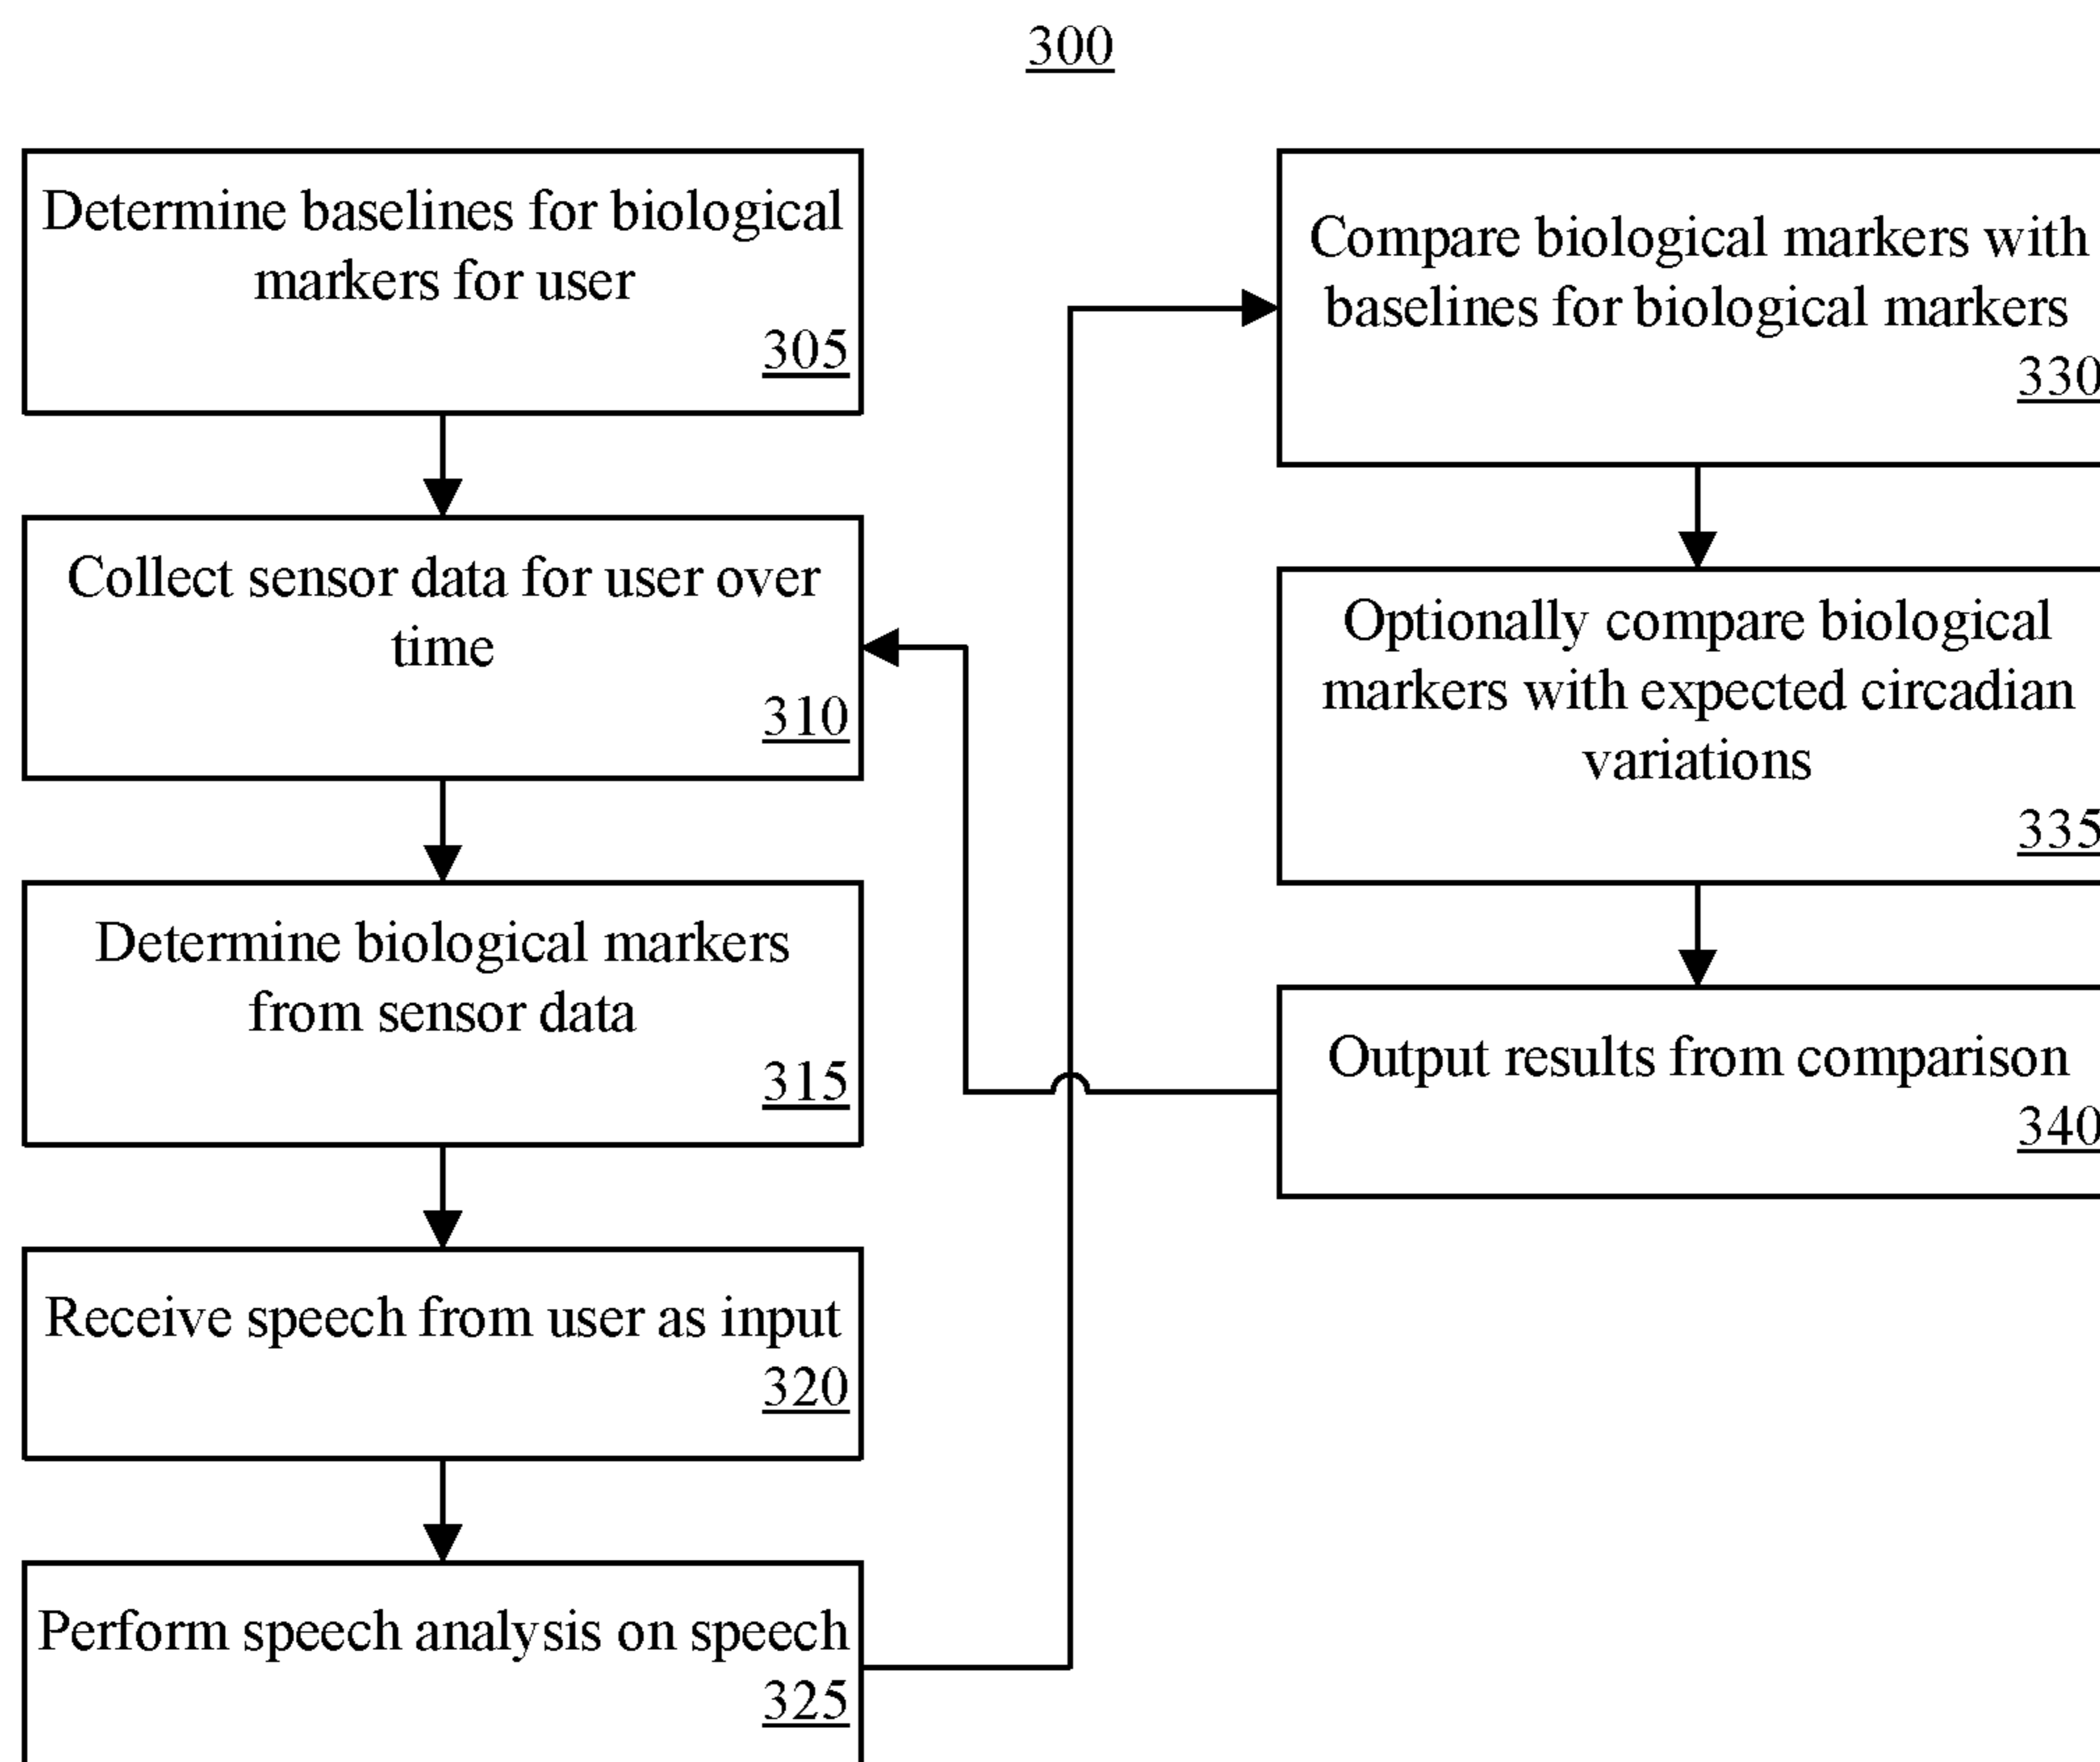 300
Determine baselines for biological
markers for user
305
Collect sensor data for user over
time
310
Determine biological markers
from sensor data
315
Receive speech from user as input
320
Perform speech analysis on speech
325
Compare biological markers with
baselines for biological markers
330
Optionally compare biological
markers with expected circadian
variations
335
Output results from comparison
340